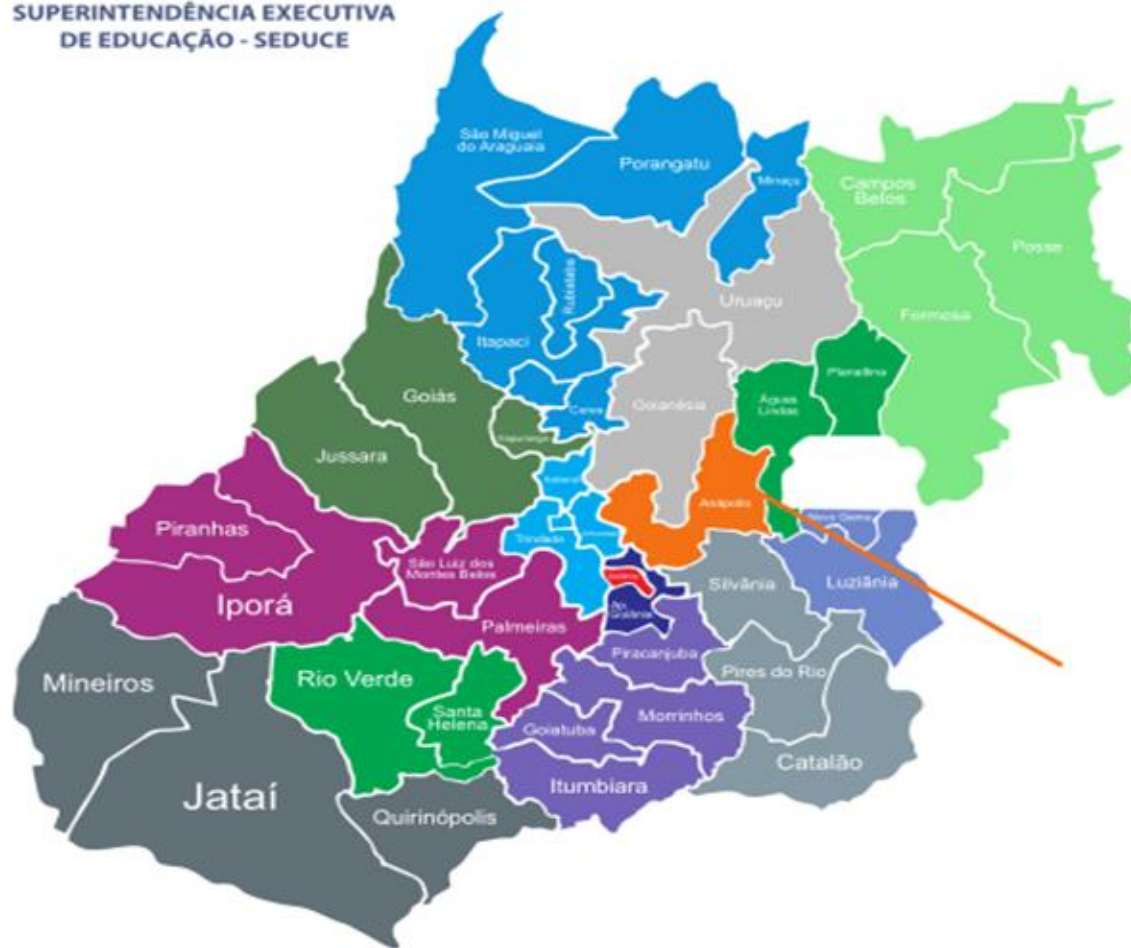 SUPERINTENDÊNCIA EXECUTIVA
DE EDUCAÇÃO - SEDUCE
São Miguel
do Araguaia
Porangatu
Minaçu
Campos
Belos
Posse
Rubiataba
Uruaçu
Formosa
Itapaci
Planaltina
Goiás
Águas
Lindas
Ceres
Goianésia
Jussara
Anápolis
Piranhas
Trindade
São Luiz dos
Montes Belos
Silvânia
Luziânia
Iporá
Palmeiras
Piracanjuba
Rio Verde
Pires do Rio
Mineiros
Santa
Helena
Goiatuba
Morrinhos
Catalão
Itumbiara
Jataí
Quirinópolis